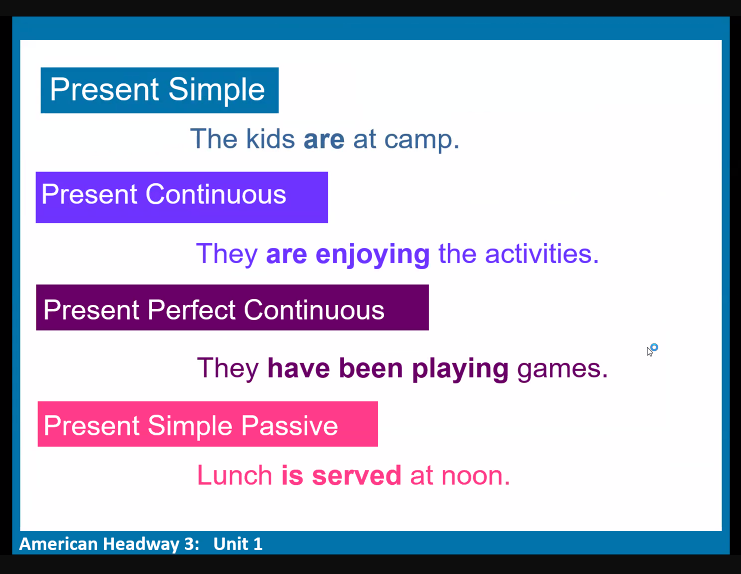 Present Simple
The kids are at camp.
Present Continuous
They are enjoying the activities.
Present Perfect Continuous
They have been playing games.
Present Simple Passive
Lunch is served at noon.
American Headway 3: Unit 1